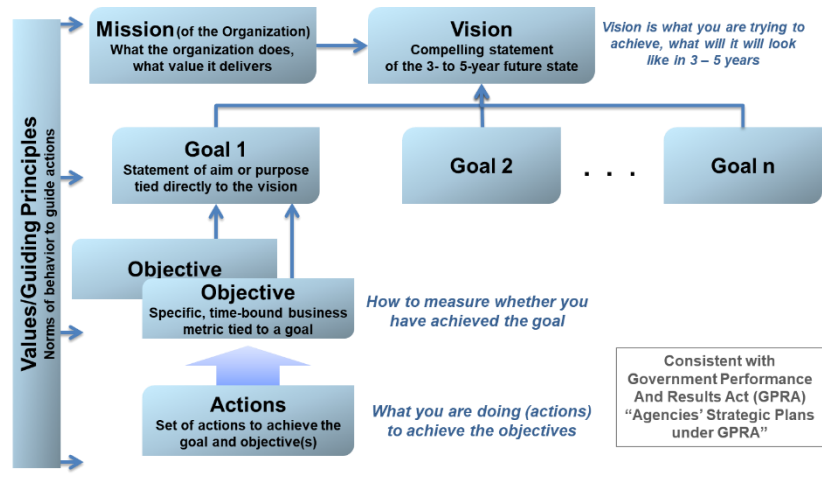 Values/Guiding Principles
Norms of behavior to guide actions
Mission (of the Organization)
What the organization does,
what value it delivers
Vision
Compelling statement
of the 3- to 5-year future state
Vision is what you are trying to
achieve, what will it will look
like in 3 – 5 years
Goal 1
Statement of aim or purpose
tied directly to the vision
Goal 2
. . .
Goal n
Objective
Objective
Specific, time-bound business
metric tied to a goal
How to measure whether you
have achieved the goal
Actions
Set of actions to achieve the
goal and objective(s)
What you are doing (actions)
to achieve the objectives
Consistent with
Government Performance
And Results Act (GPRA)
“Agencies’ Strategic Plans
under GPRA”